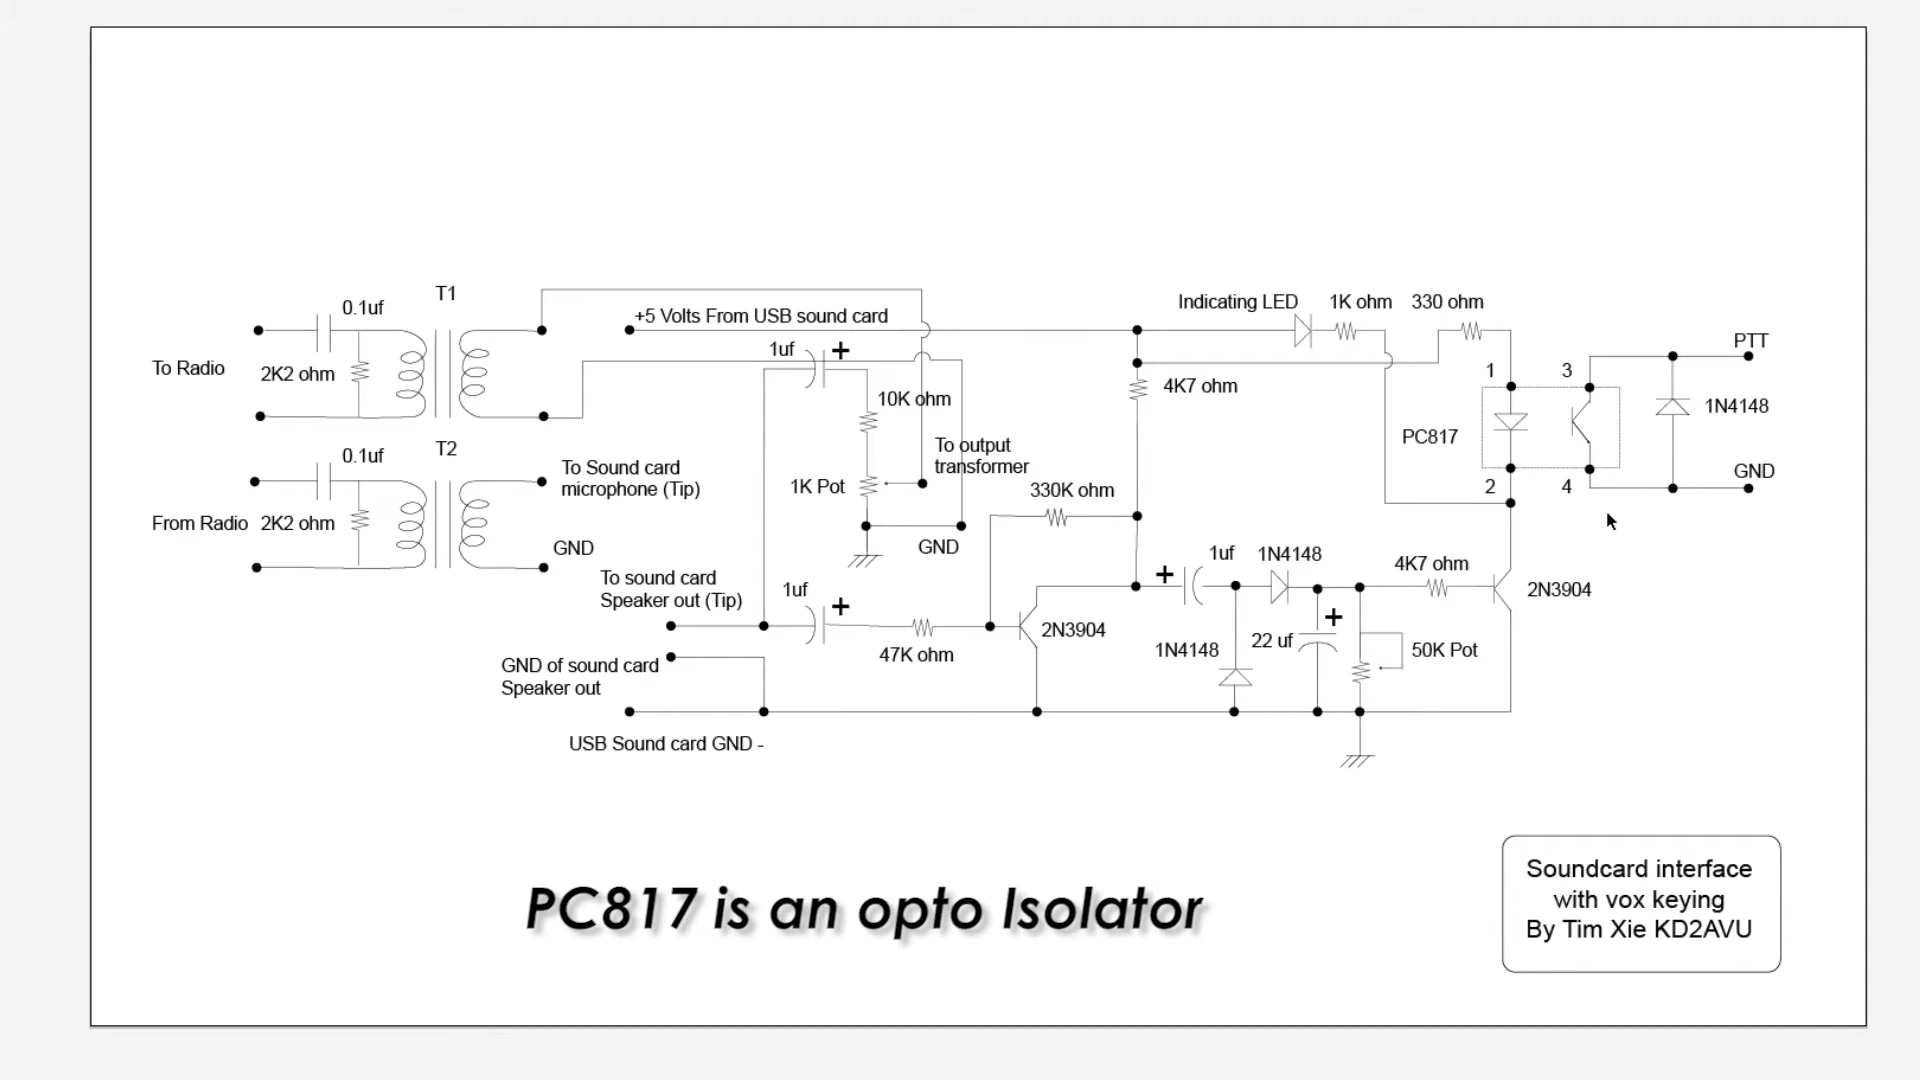 T1
0.1uf
To Radio
2K2 ohm
T2
0.1uf
From Radio
2K2 ohm
To Sound card
microphone (Tip)
GND
+5 Volts From USB sound card
1uf
+
10K ohm
To output
transformer
1K Pot
GND
330K ohm
To sound card
Speaker out (Tip)
1uf
+
47K ohm
2N3904
GND of sound card
Speaker out
USB Sound card GND -
Indicating LED
1K ohm
330 ohm
4K7 ohm
1
3
PTT
PC817
1N4148
2
4
GND
+
1uf
1N4148
4K7 ohm
2N3904
1N4148
22 uf
+
50K Pot
PC817 is an opto Isolator
Soundcard interface
with vox keying
By Tim Xie KD2AVU